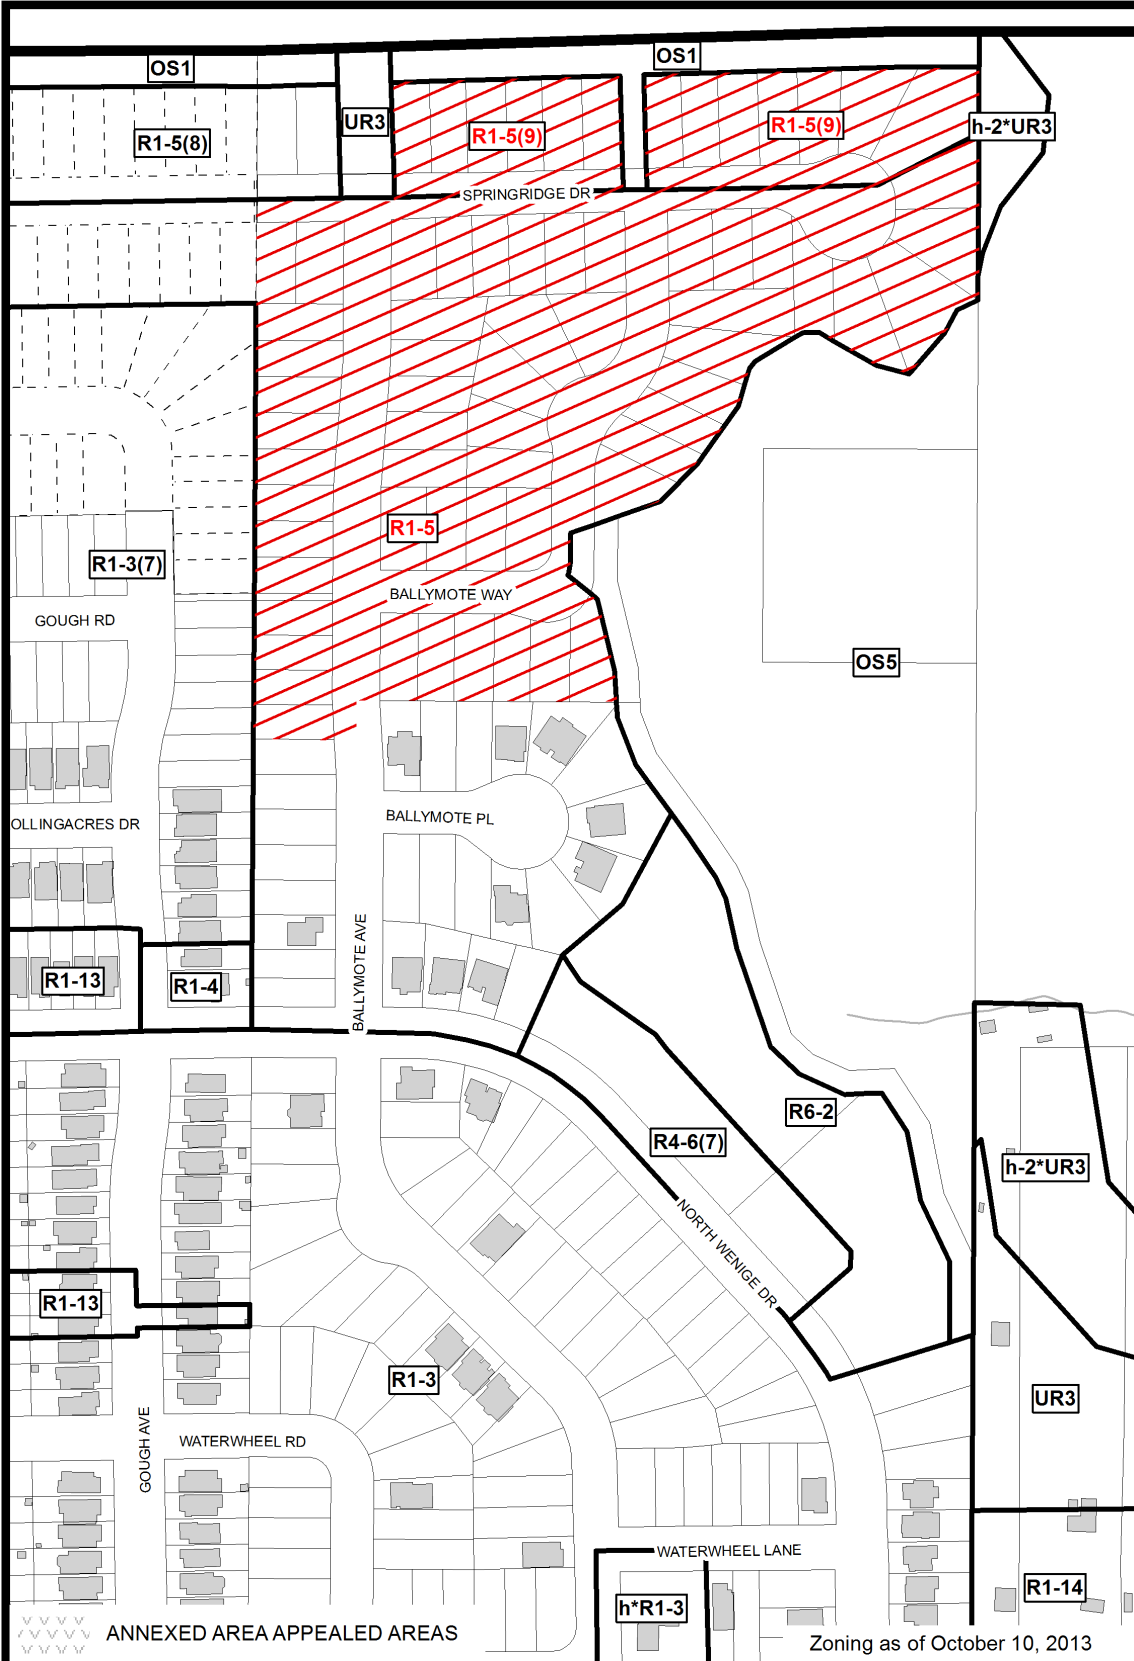 OS1
OS1
R1-5(8)
UR3
R1-5(9)
R1-5(9)
h-2*UR3
SPRINGRIDGE DR
R1-5
R1-3(7)
BALLYMOTE WAY
GOUGH RD
OS5
BALLYMOTE PL
OLLINGACRES DR
BALLYMOTE AVE
R1-13
R1-4
R6-2
R4-6(7)
h-2*UR3
NORTH WENIGE DR
R1-13
R1-3
UR3
GOUGH AVE
WATERWHEEL RD
WATERWHEEL LANE
R1-14
h*R1-3
ANNEXED AREA APPEALED AREAS
Zoning as of October 10, 2013